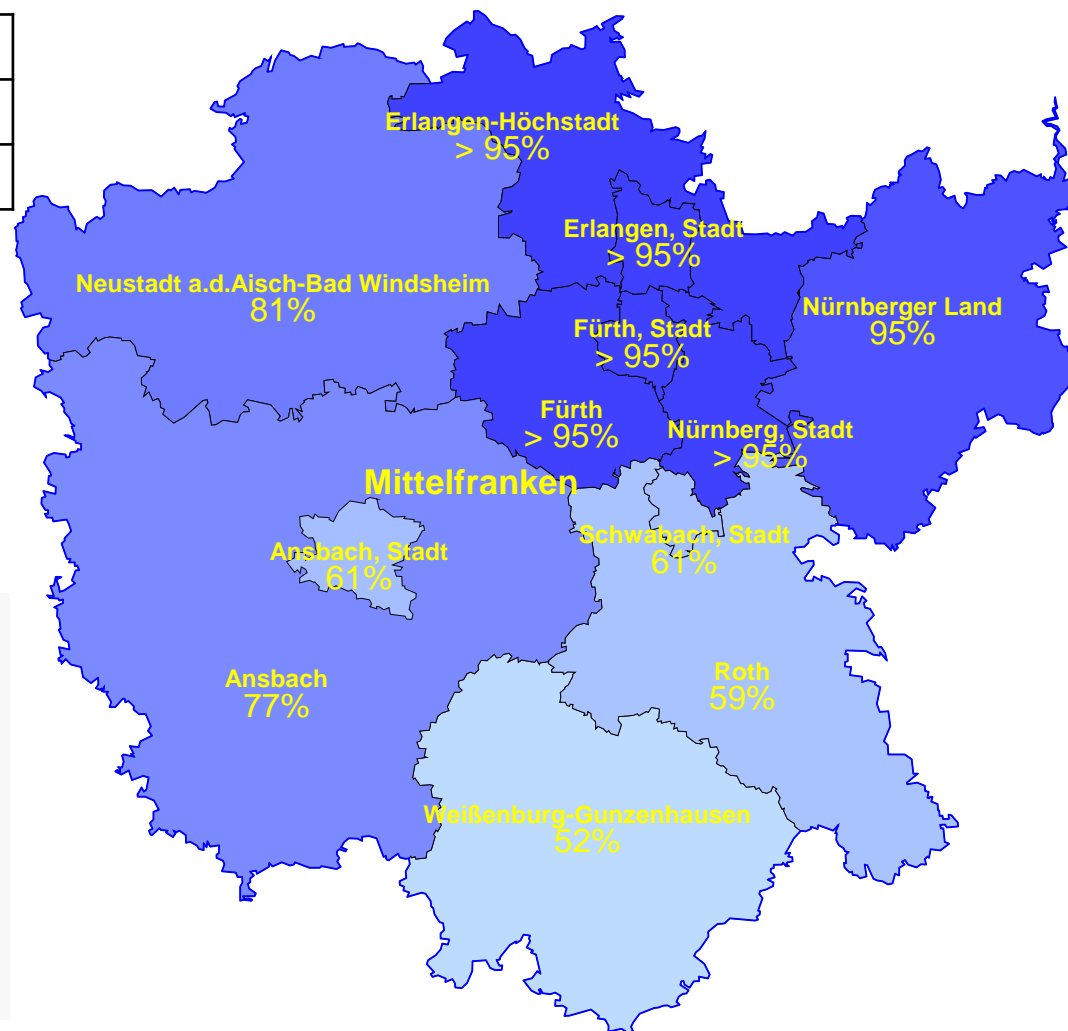 Erlangen-Höchstadt
> 95%
Erlangen, Stadt
> 95%
Neustadt a.d.Aisch-Bad Windsheim
81%
Nürnberger Land
95%
Fürth, Stadt
> 95%
Fürth
> 95%
Nürnberg, Stadt
> 95%
Mittelfranken
Ansbach, Stadt
61%
Schwabach, Stadt
61%
Ansbach
77%
Roth
59%
Weißenburg-Gunzenhausen
52%